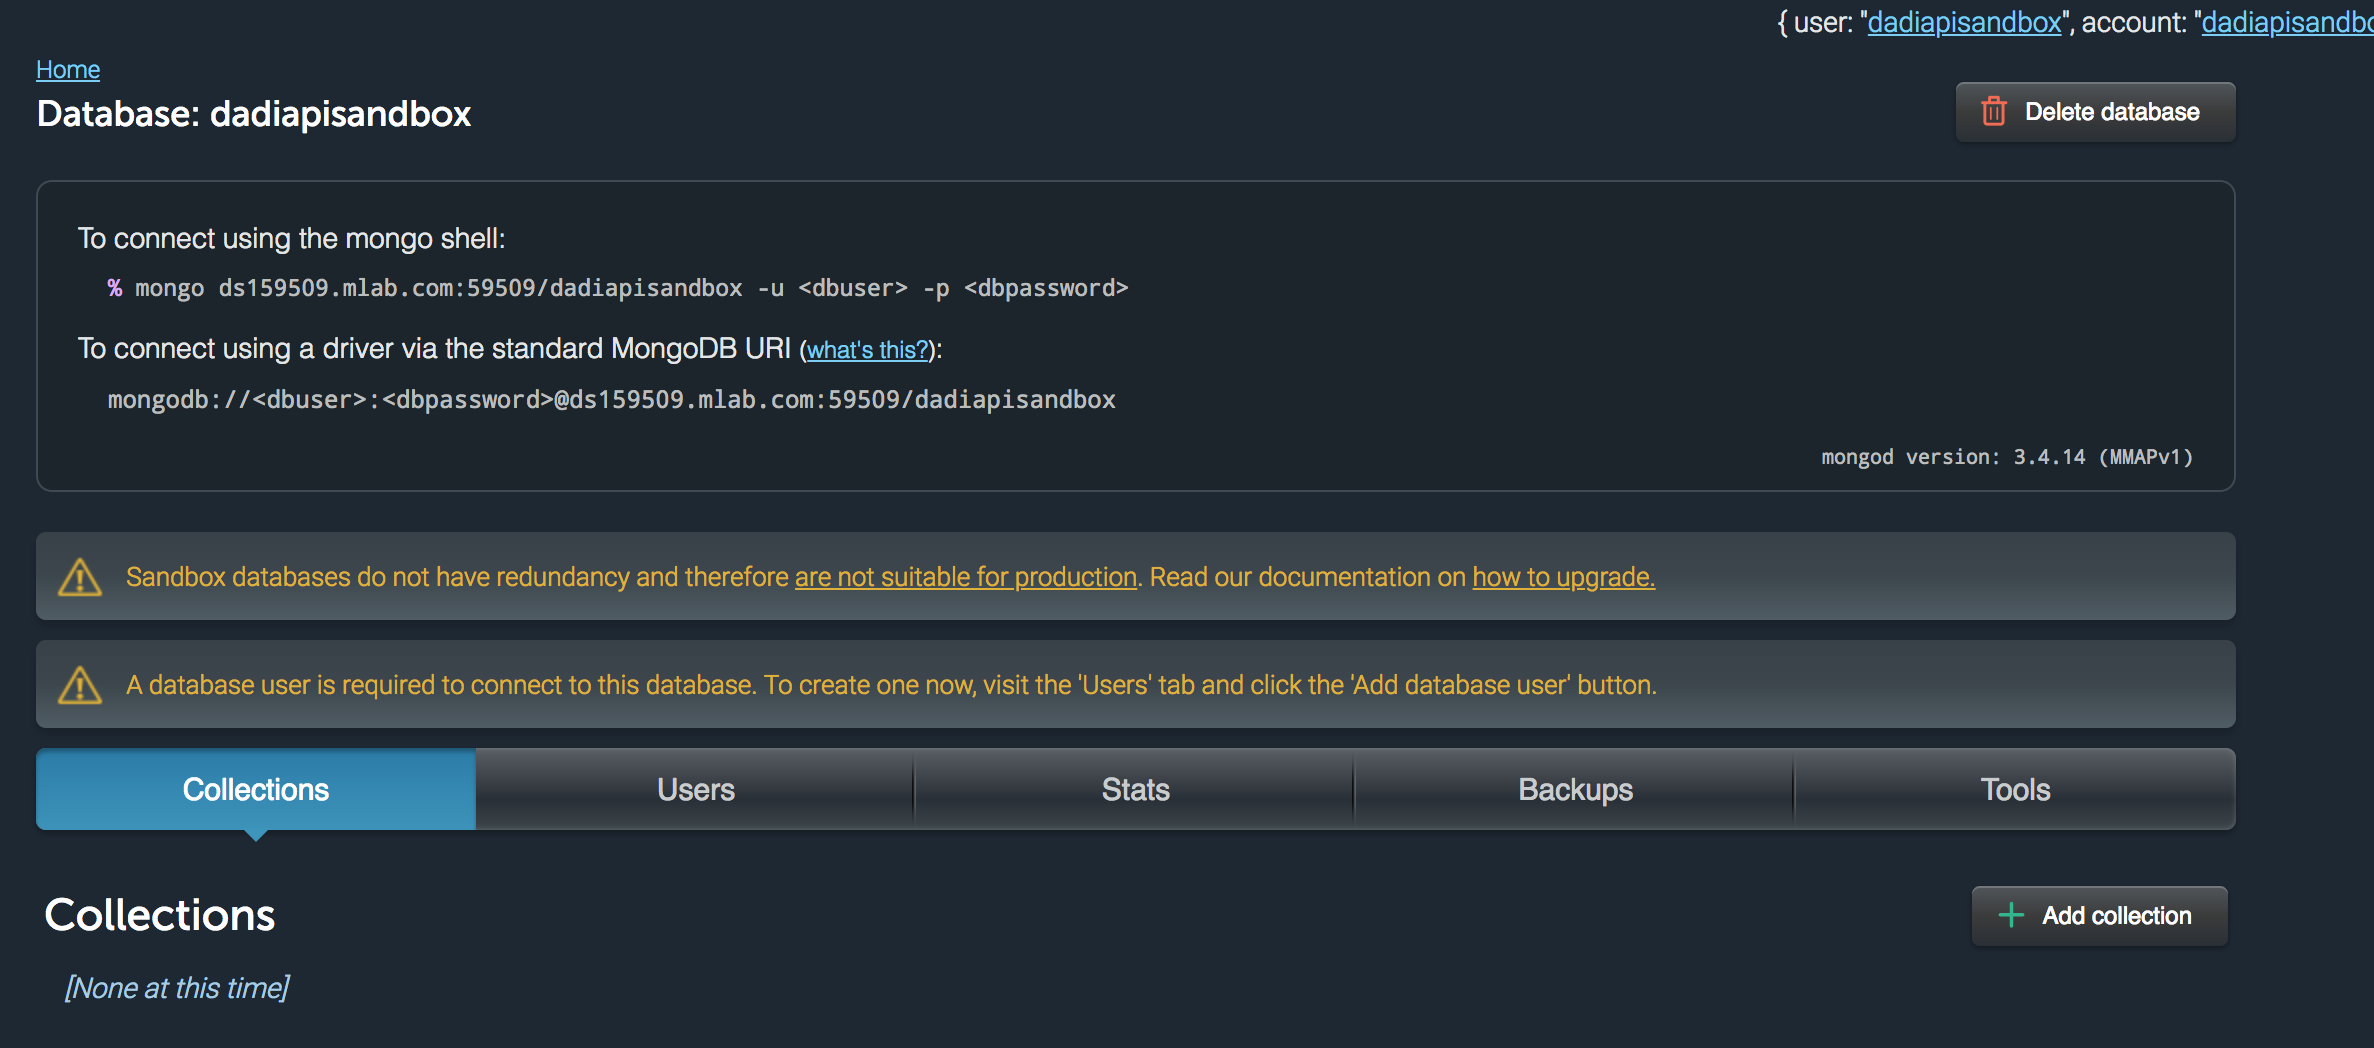 { user: "dadiapisandbox", account: "dadiapisandbo
Home
Database: dadiapisandbox
Delete database
To connect using the mongo shell:
% mongo ds159509.mlab.com:59509/dadiapisandbox -u <dbuser> -p <dbpassword>
To connect using a driver via the standard MongoDB URI (what's this?):
mongodb://<dbuser>:<dbpassword>@ds159509.mlab.com:59509/dadiapisandbox
mongod version: 3.4.14 (MMAPv1)
Sandbox databases do not have redundancy and therefore are not suitable for production. Read our documentation on how to upgrade.
A database user is required to connect to this database. To create one now, visit the 'Users' tab and click the 'Add database user' button.
Collections Users Stats Backups Tools
Collections
Add collection
[None at this time]